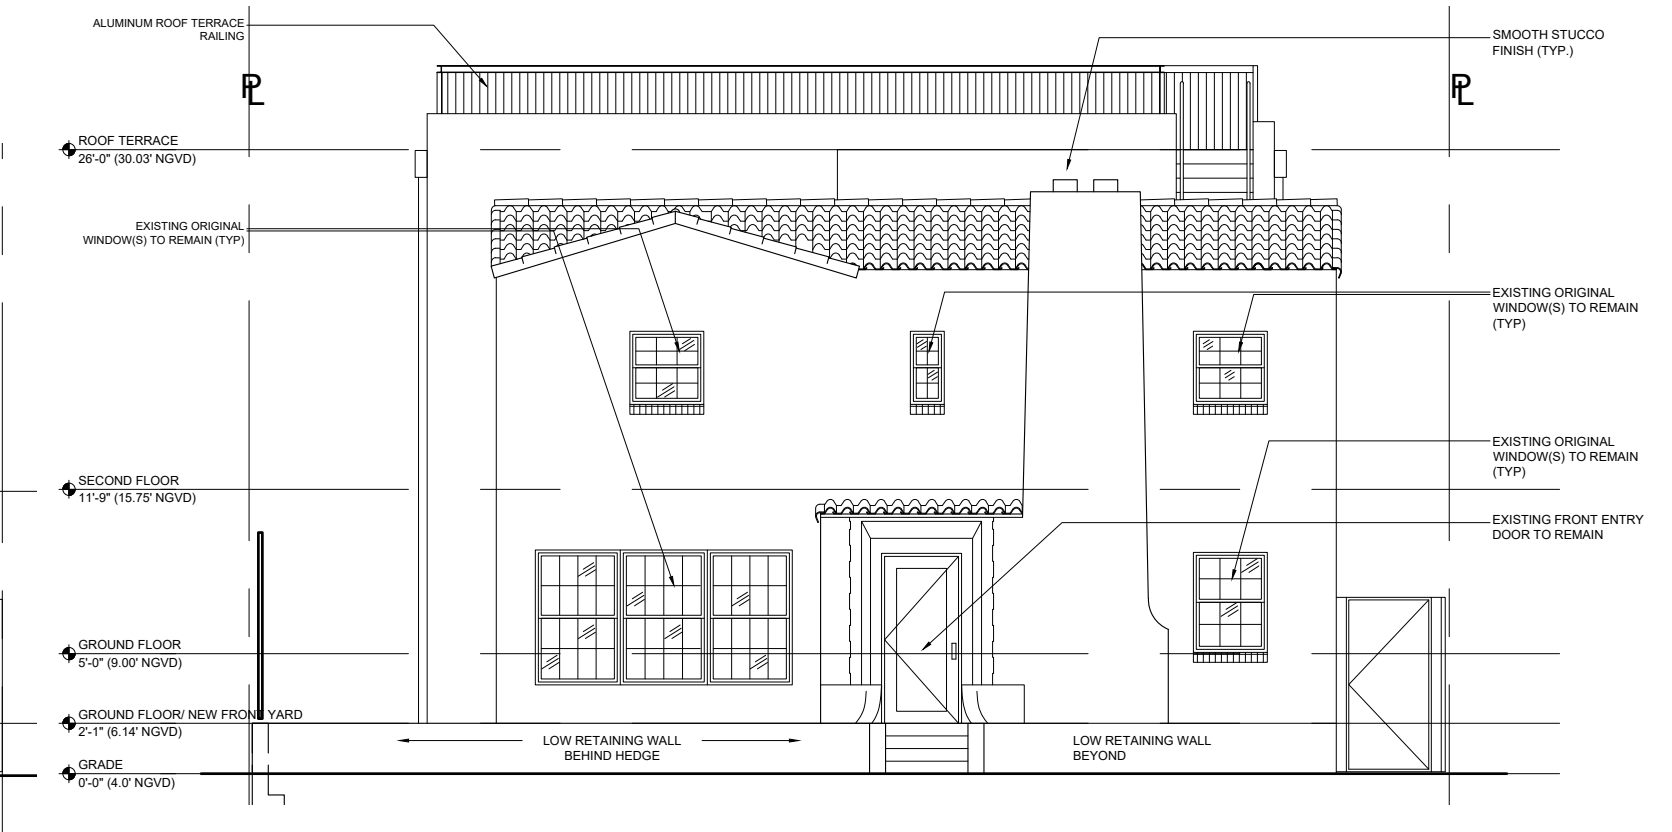 ALUMINUM ROOF TERRACE
RAILING
SMOOTH STUCCO
FINISH (TYP.)
PL
PL
ROOF TERRACE
26'-0" (30.03' NGVD)
EXISTING ORIGINAL
WINDOW(S) TO REMAIN (TYP)
EXISTING ORIGINAL
WINDOW(S) TO REMAIN
(TYP)
EXISTING ORIGINAL
WINDOW(S) TO REMAIN
(TYP)
SECOND FLOOR
11'-9" (15.75' NGVD)
EXISTING FRONT ENTRY
DOOR TO REMAIN
GROUND FLOOR
5'-0" (9.00' NGVD)
GROUND FLOOR/ NEW FRONT YARD
2'-1" (6.14' NGVD)
LOW RETAINING WALL
BEHIND HEDGE
LOW RETAINING WALL
BEYOND
GRADE
0'-0" (4.0' NGVD)